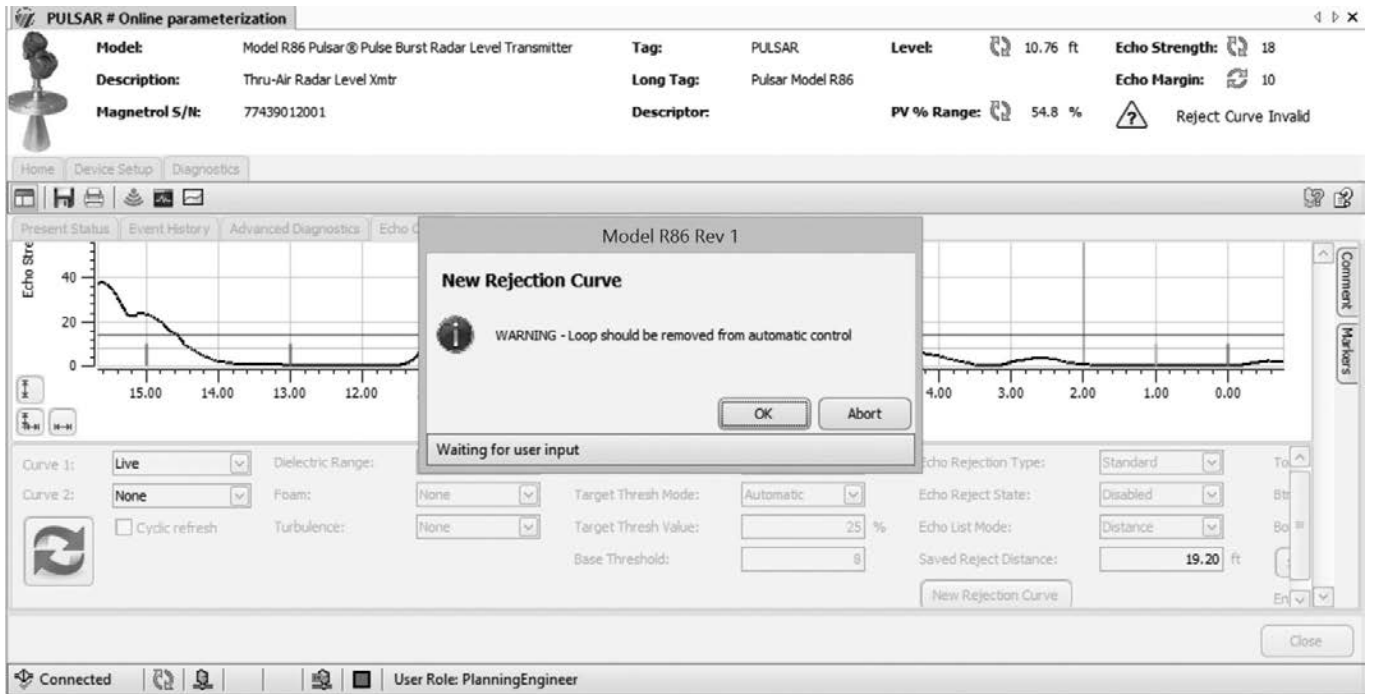 PULSAR # Online parameterization
Model: Model R86 Pulsar® Pulse Burst Radar Level Transmitter Tag: PULSAR Level: 10.76 ft Echo Strength: 18
Description: Thru-Air Radar Level Xmtr Long Tag: Pulsar Model R86 Echo Margin: 10
Magnetrol S/N: 77439012001 Descriptor: PV % Range: 54.8 % Reject Curve Invalid
Home Device Setup Diagnostics
Present Status Event History Advanced Diagnostics Echo
Model R86 Rev 1
New Rejection Curve
WARNING - Loop should be removed from automatic control
OK Abort
Waiting for user input
Echo Stre
40
20
0
15.00 14.00 13.00 12.00 4.00 3.00 2.00 1.00 0.00
Comment
Markers
Curve 1: Live Dielectric Range: Echo Rejection Type: Standard To
Curve 2: None Foam: None Target Thresh Mode: Automatic Echo Reject State: Disabled Btr
Cyclic refresh Turbulence: None Target Thresh Value: 25 % Echo List Mode: Distance Bo
Base Threshold: 8 Saved Reject Distance: 19.20 ft
New Rejection Curve En
Close
Connected User Role: PlanningEngineer